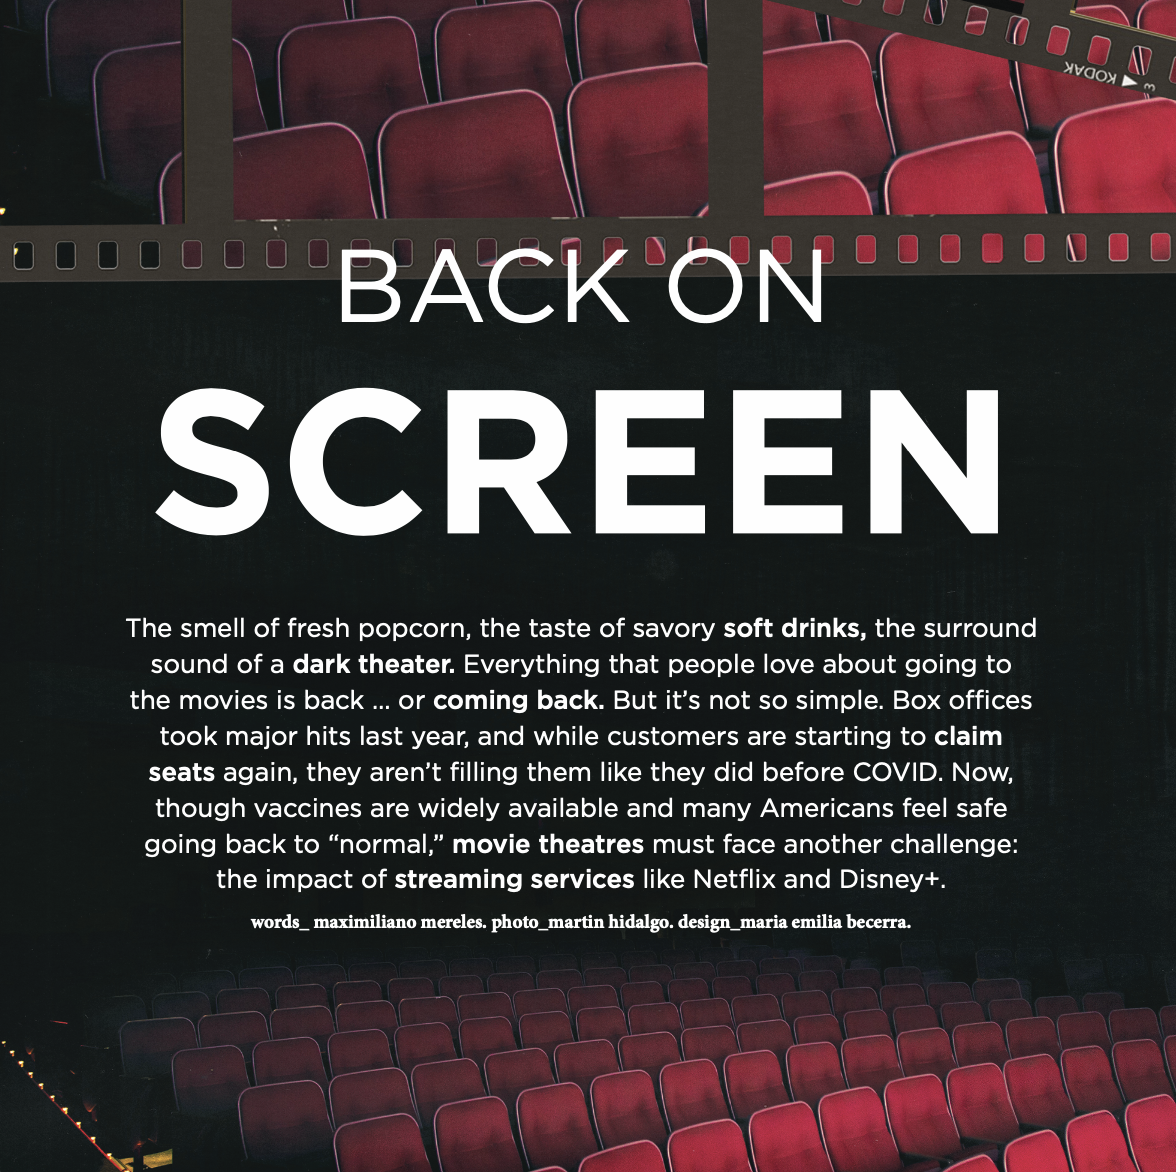 KODAK
3
BACK ON
SCREEN
The smell of fresh popcorn, the taste of savory soft drinks, the surround
sound of a dark theater. Everything that people love about going to
the movies is back ... or coming back. But it’s not so simple. Box offices
took major hits last year, and while customers are starting to claim
seats again, they aren’t filling them like they did before COVID. Now,
though vaccines are widely available and many Americans feel safe
going back to “normal,” movie theatres must face another challenge:
the impact of streaming services like Netflix and Disney+.
words_ maximiliano mereles. photo_martin hidalgo. design_maria emilia becerra.